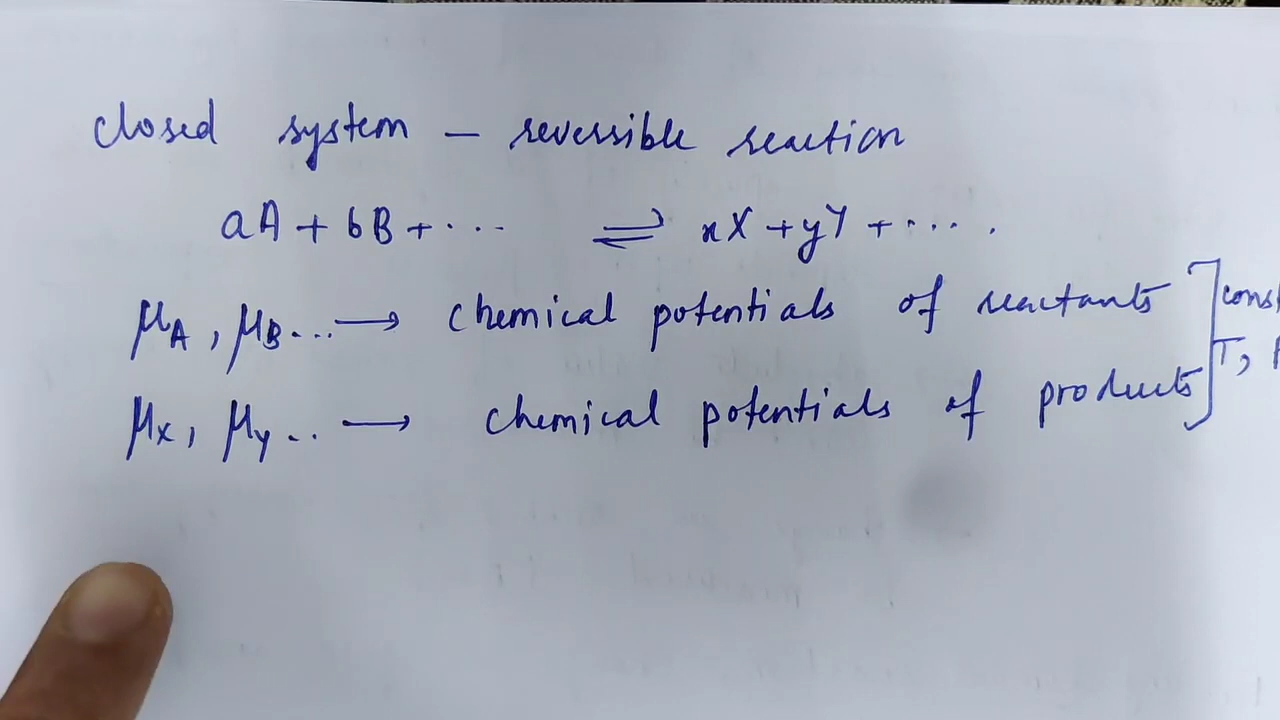 closed system – reversible reaction
aA + bB + ... ⇌ xX + yY + ....
μA, μB... → chemical potentials of reactants
μX, μY... → chemical potentials of products
T,